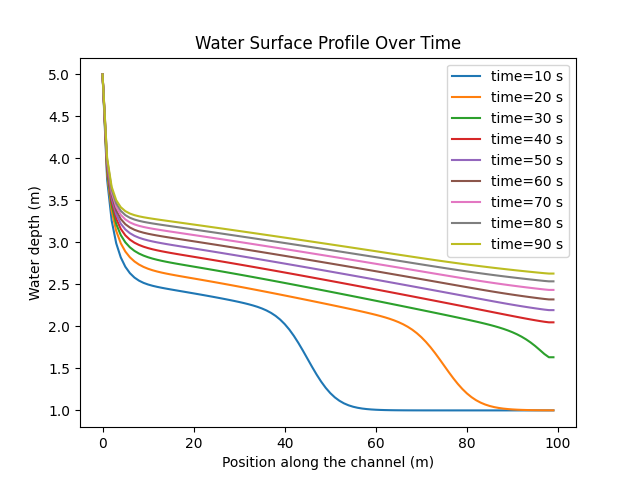 Water Surface Profile Over Time
Water depth (m)
5.0
4.5
4.0
3.5
3.0
2.5
2.0
1.5
1.0
time=10 s
time=20 s
time=30 s
time=40 s
time=50 s
time=60 s
time=70 s
time=80 s
time=90 s
0 20 40 60 80 100
Position along the channel (m)